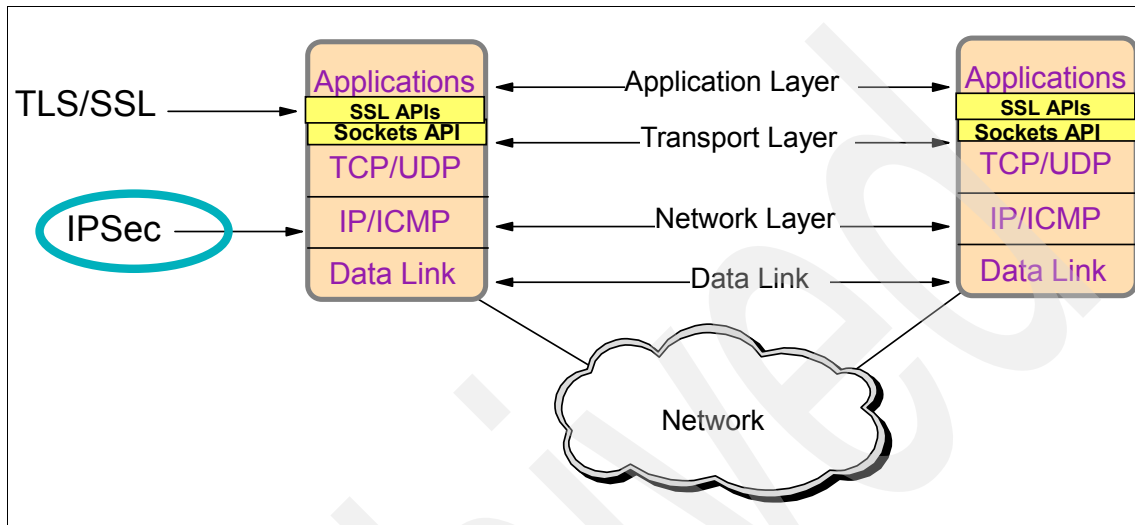 Applications
Application Layer
Applications
TLS/SSL
SSL APIs
SSL APIs
Sockets API
Transport Layer
Sockets API
TCP/UDP
TCP/UDP
IPSec
IP/ICMP
Network Layer
IP/ICMP
Data Link
Data Link
Data Link
Network